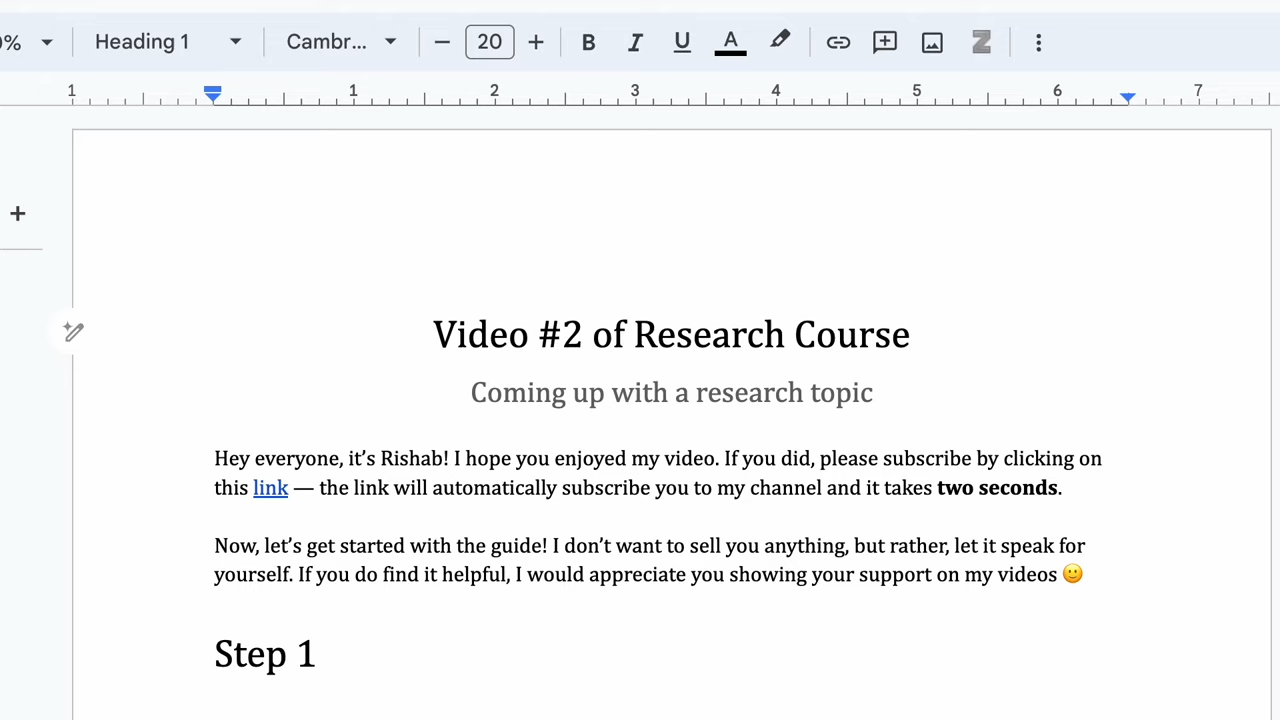 0% Heading 1 Cambr... 20 B I U A
1 1 2 3 4 5 6 7
Video #2 of Research Course
Coming up with a research topic
Hey everyone, it’s Rishab! I hope you enjoyed my video. If you did, please subscribe by clicking on
this link — the link will automatically subscribe you to my channel and it takes two seconds.
Now, let’s get started with the guide! I don’t want to sell you anything, but rather, let it speak for
yourself. If you do find it helpful, I would appreciate you showing your support on my videos 🙂
Step 1